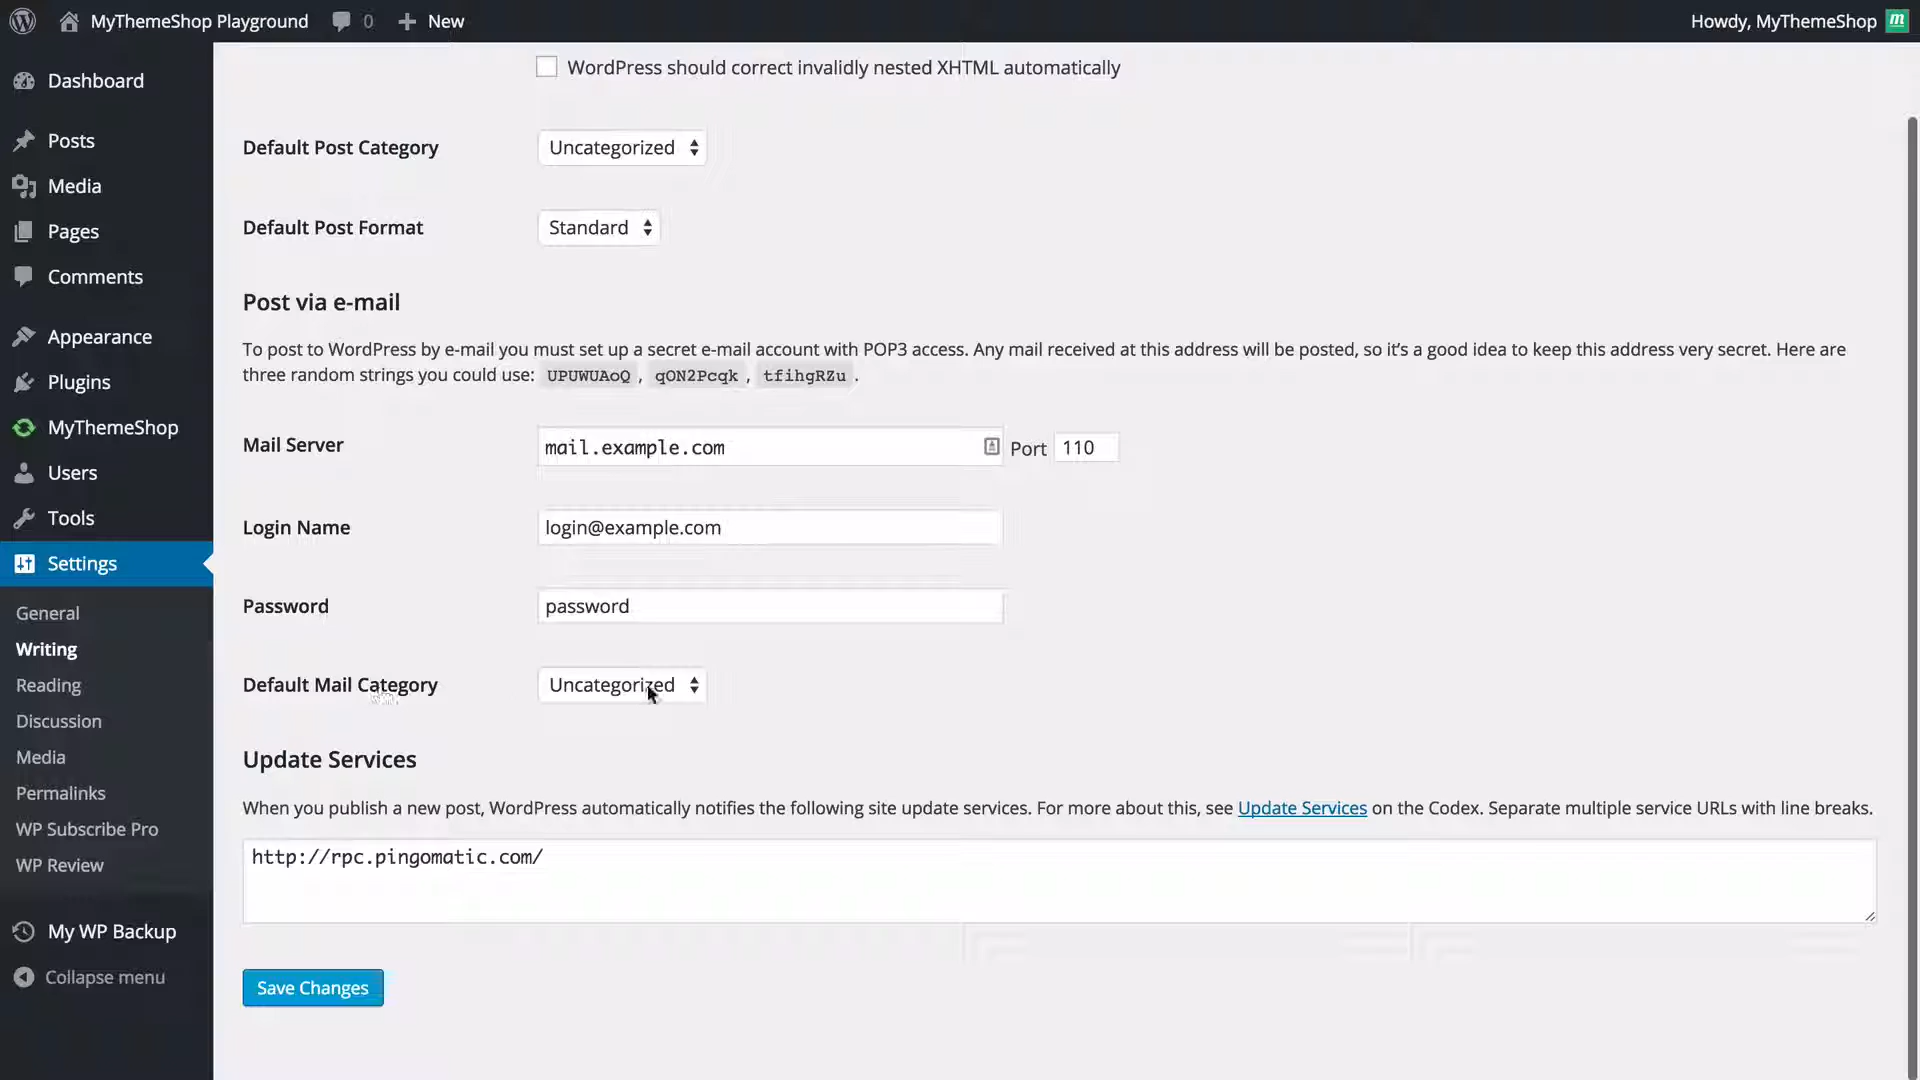 MyThemeShop Playground 0 New Howdy, MyThemeShop m
Dashboard
Posts
Media
Pages
Comments
Appearance
Plugins
MyThemeShop
Users
Tools
Settings
General
Writing
Reading
Discussion
Media
Permalinks
WP Subscribe Pro
WP Review
My WP Backup
Collapse menu
WordPress should correct invalidly nested XHTML automatically
Default Post Category Uncategorized
Default Post Format Standard
Post via e-mail
To post to WordPress by e-mail you must set up a secret e-mail account with POP3 access. Any mail received at this address will be posted, so it's a good idea to keep this address very secret. Here are
three random strings you could use: UPUWUAoQ , qON2Pcqk , tfihgRZu .
Mail Server mail.example.com Port 110
Login Name login@example.com
Password password
Default Mail Category Uncategorized
Update Services
When you publish a new post, WordPress automatically notifies the following site update services. For more about this, see Update Services on the Codex. Separate multiple service URLs with line breaks.
http://rpc.pingomatic.com/
Save Changes